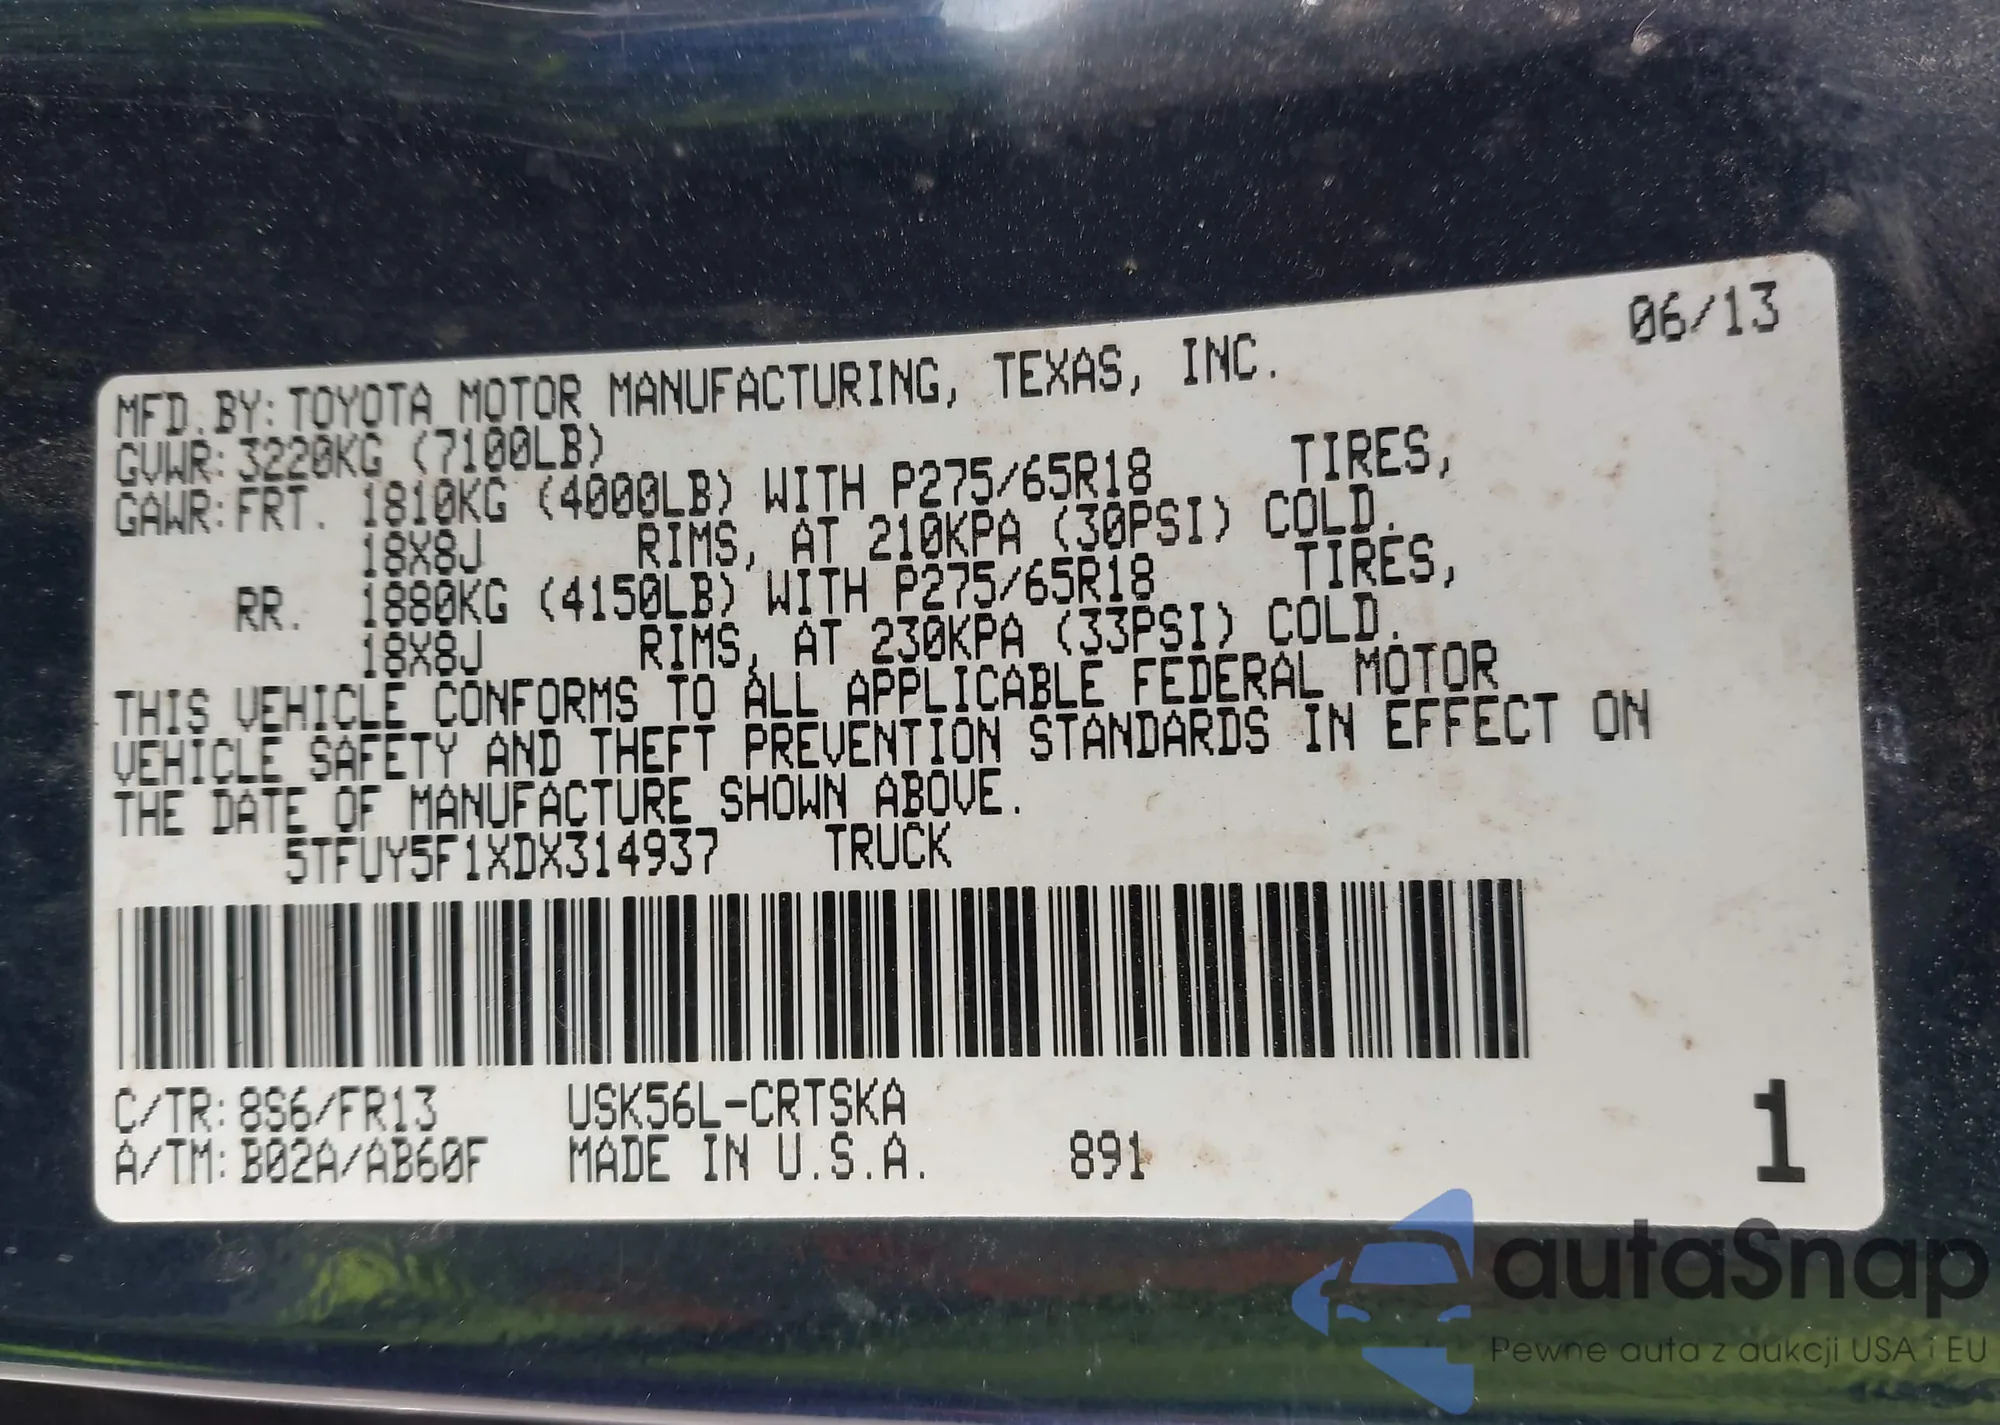 06/13
MFD.BY: TOYOTA MOTOR MANUFACTURING, TEXAS, INC.
GVWR: 3220KG (7100LB)
GAWR: FRT. 1810KG (4000LB) WITH P275/65R18 TIRES,
18X8J RIMS, AT 210KPA (30PSI) COLD.
RR. 1880KG (4150LB) WITH P275/65R18 TIRES,
18X8J RIMS, AT 230KPA (33PSI) COLD.
THIS VEHICLE CONFORMS TO ALL APPLICABLE FEDERAL MOTOR
VEHICLE SAFETY AND THEFT PREVENTION STANDARDS IN EFFECT ON
THE DATE OF MANUFACTURE SHOWN ABOVE.
5TFUY5F1XDX314937 TRUCK
C/TR: 8S6/FR13 USK56L-CRTSKA
A/TM: B02A/AB60F MADE IN U.S.A. 891
1
autaSnap
Pewne auta z aukcji USA i EU